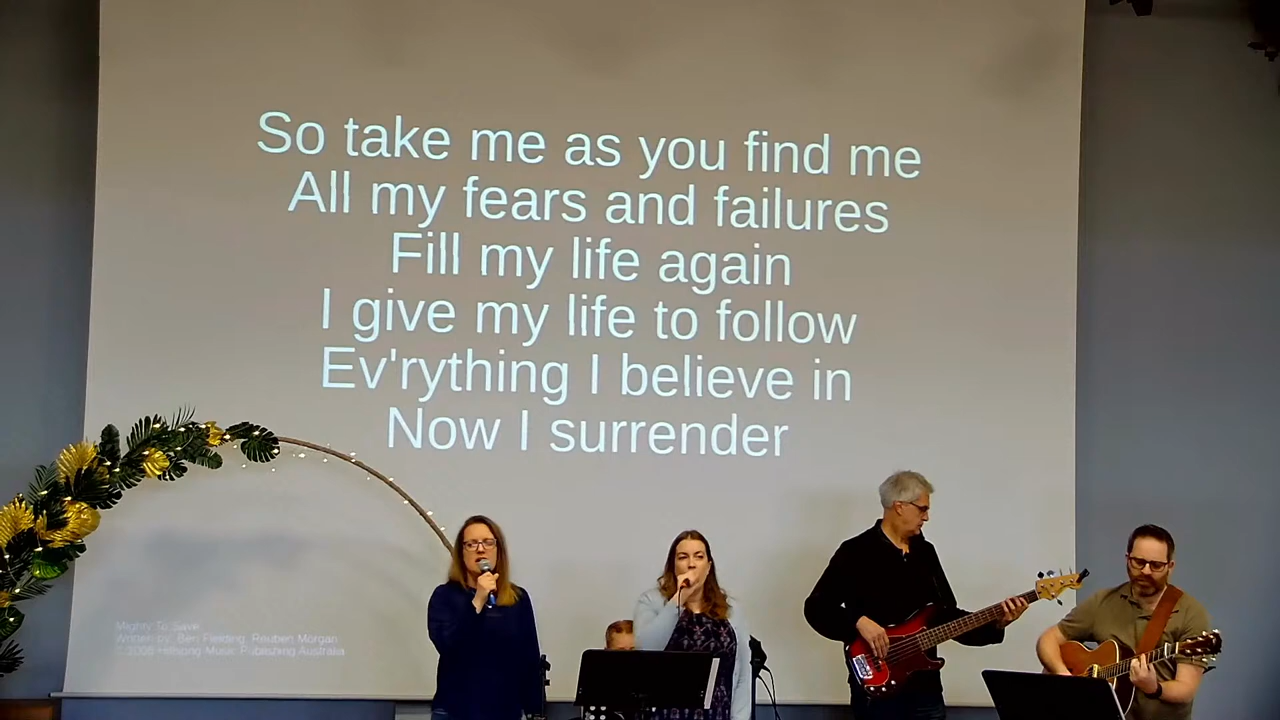 So take me as you find me
All my fears and failures
Fill my life again
I give my life to follow
Ev'rything I believe in
Now I surrender
Mighty To Save
Written by: Ben Fielding, Reuben Morgan
©2006 Hillsong Music Publishing Australia